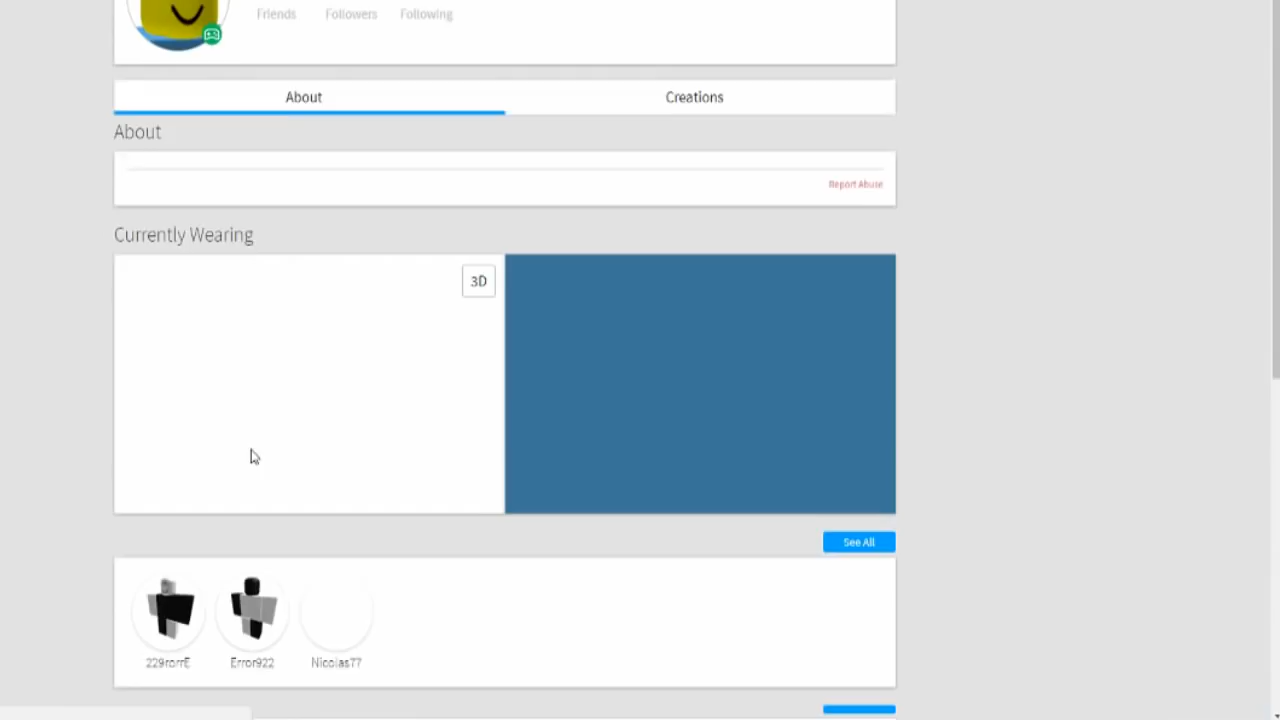 Friends Followers Following
About Creations
About
Report Abuse
Currently Wearing
3D
See All
229rorrE Error922 Nicolas77